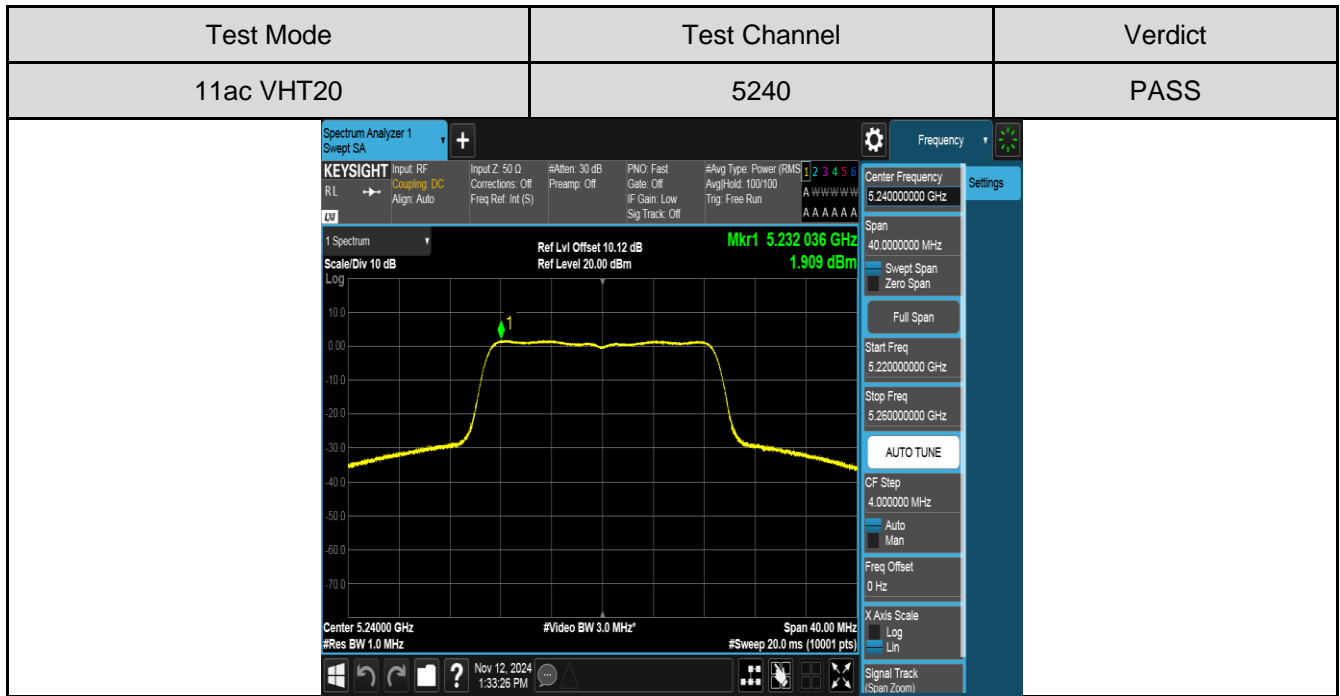 Test Mode Test Channel Verdict
11ac VHT20 5240 PASS
Spectrum Analyzer 1
Swept SA
+
Frequency
KEYSIGHT
RL
LXI
Input: RF
Coupling: DC
Align: Auto
Input Z: 50 Ω
Corrections: Off
Freq Ref: Int (S)
#Atten: 30 dB
Preamp: Off
PNO: Fast
Gate: Off
IF Gain: Low
Sig Track: Off
#Avg Type: Power (RMS
Avg|Hold: 100/100
Trig: Free Run
1 2 3 4 5 6
A W W W W W
A A A A A A
1 Spectrum
Scale/Div 10 dB
Ref Lvl Offset 10.12 dB
Ref Level 20.00 dBm
Mkr1 5.232 036 GHz
1.909 dBm
Log
10.0
0.00
-10.0
-20.0
-30.0
-40.0
-50.0
-60.0
-70.0
1
Center 5.24000 GHz
#Res BW 1.0 MHz
#Video BW 3.0 MHz*
Span 40.00 MHz
#Sweep 20.0 ms (10001 pts)
?
Nov 12, 2024
1:33:26 PM
Center Frequency
5.240000000 GHz
Settings
Span
40.0000000 MHz
Swept Span
Zero Span
Full Span
Start Freq
5.220000000 GHz
Stop Freq
5.260000000 GHz
AUTO TUNE
CF Step
4.000000 MHz
Auto
Man
Freq Offset
0 Hz
X Axis Scale
Log
Lin
Signal Track
(Span Zoom)